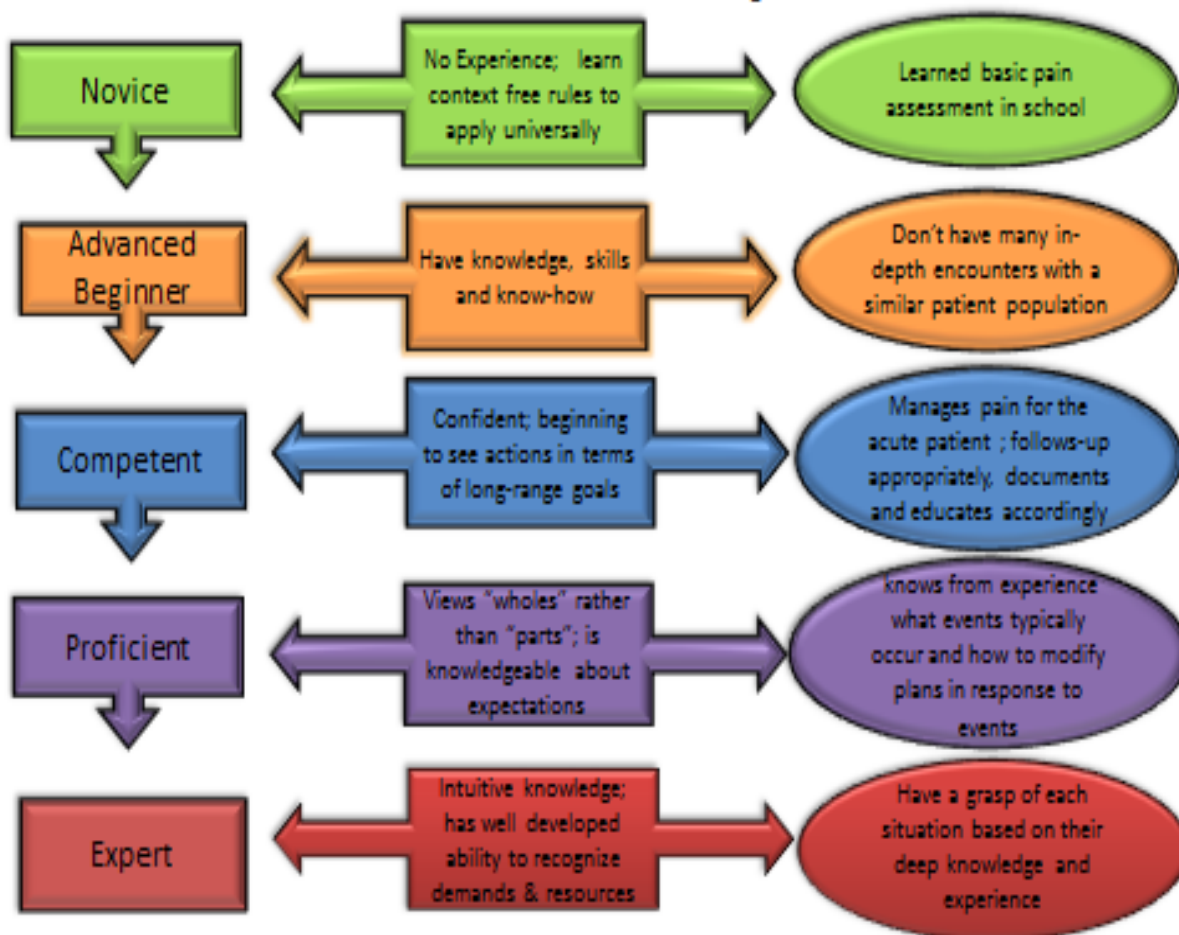 Novice
No Experience; learn
context free rules to
apply universally
Learned basic pain
assessment in school
Advanced
Beginner
Have knowledge, skills
and know-how
Don't have many in-
depth encounters with a
similar patient population
Competent
Confident; beginning
to see actions in terms
of long-range goals
Manages pain for the
acute patient ; follows-up
appropriately, documents
and educates accordingly
Proficient
Views "wholes" rather
than "parts"; is
knowledgeable about
expectations
knows from experience
what events typically
occur and how to modify
plans in response to
events
Expert
Intuitive knowledge;
has well developed
ability to recognize
demands & resources
Have a grasp of each
situation based on their
deep knowledge and
experience